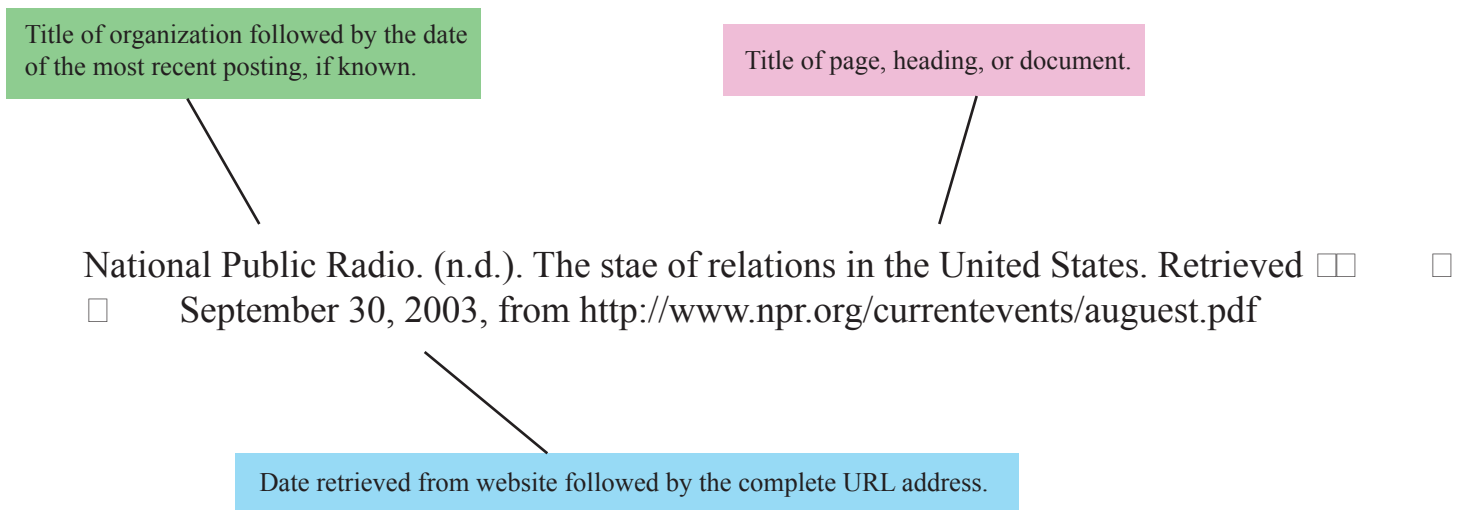 Title of organization followed by the date
of the most recent posting, if known.
Title of page, heading, or document.
National Public Radio. (n.d.). The stae of relations in the United States. Retrieved □□ □
□ September 30, 2003, from http://www.npr.org/currentevents/auguest.pdf
Date retrieved from website followed by the complete URL address.